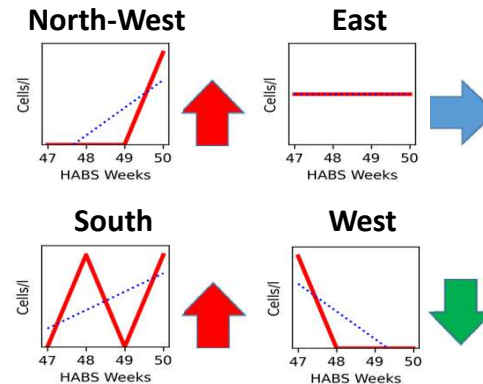 North-West
Cells/l
47 48 49 50
HABS Weeks
East
Cells/l
47 48 49 50
HABS Weeks
South
Cells/l
47 48 49 50
HABS Weeks
West
Cells/l
47 48 49 50
HABS Weeks